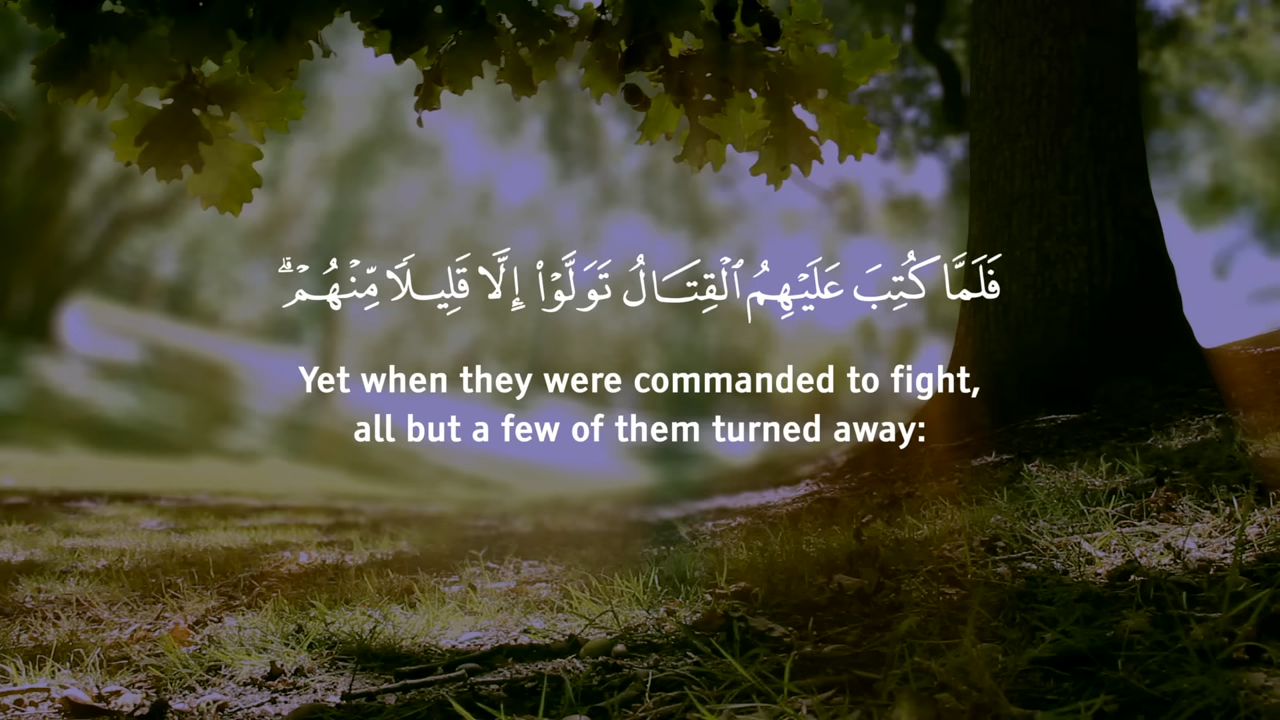 فَلَمَّا كُتِبَ عَلَيْهِمُ ٱلْقِتَالُ تَوَلَّوْا۟ إِلَّا قَلِيلًا مِّنْهُمْ ۗ
Yet when they were commanded to fight,
all but a few of them turned away: